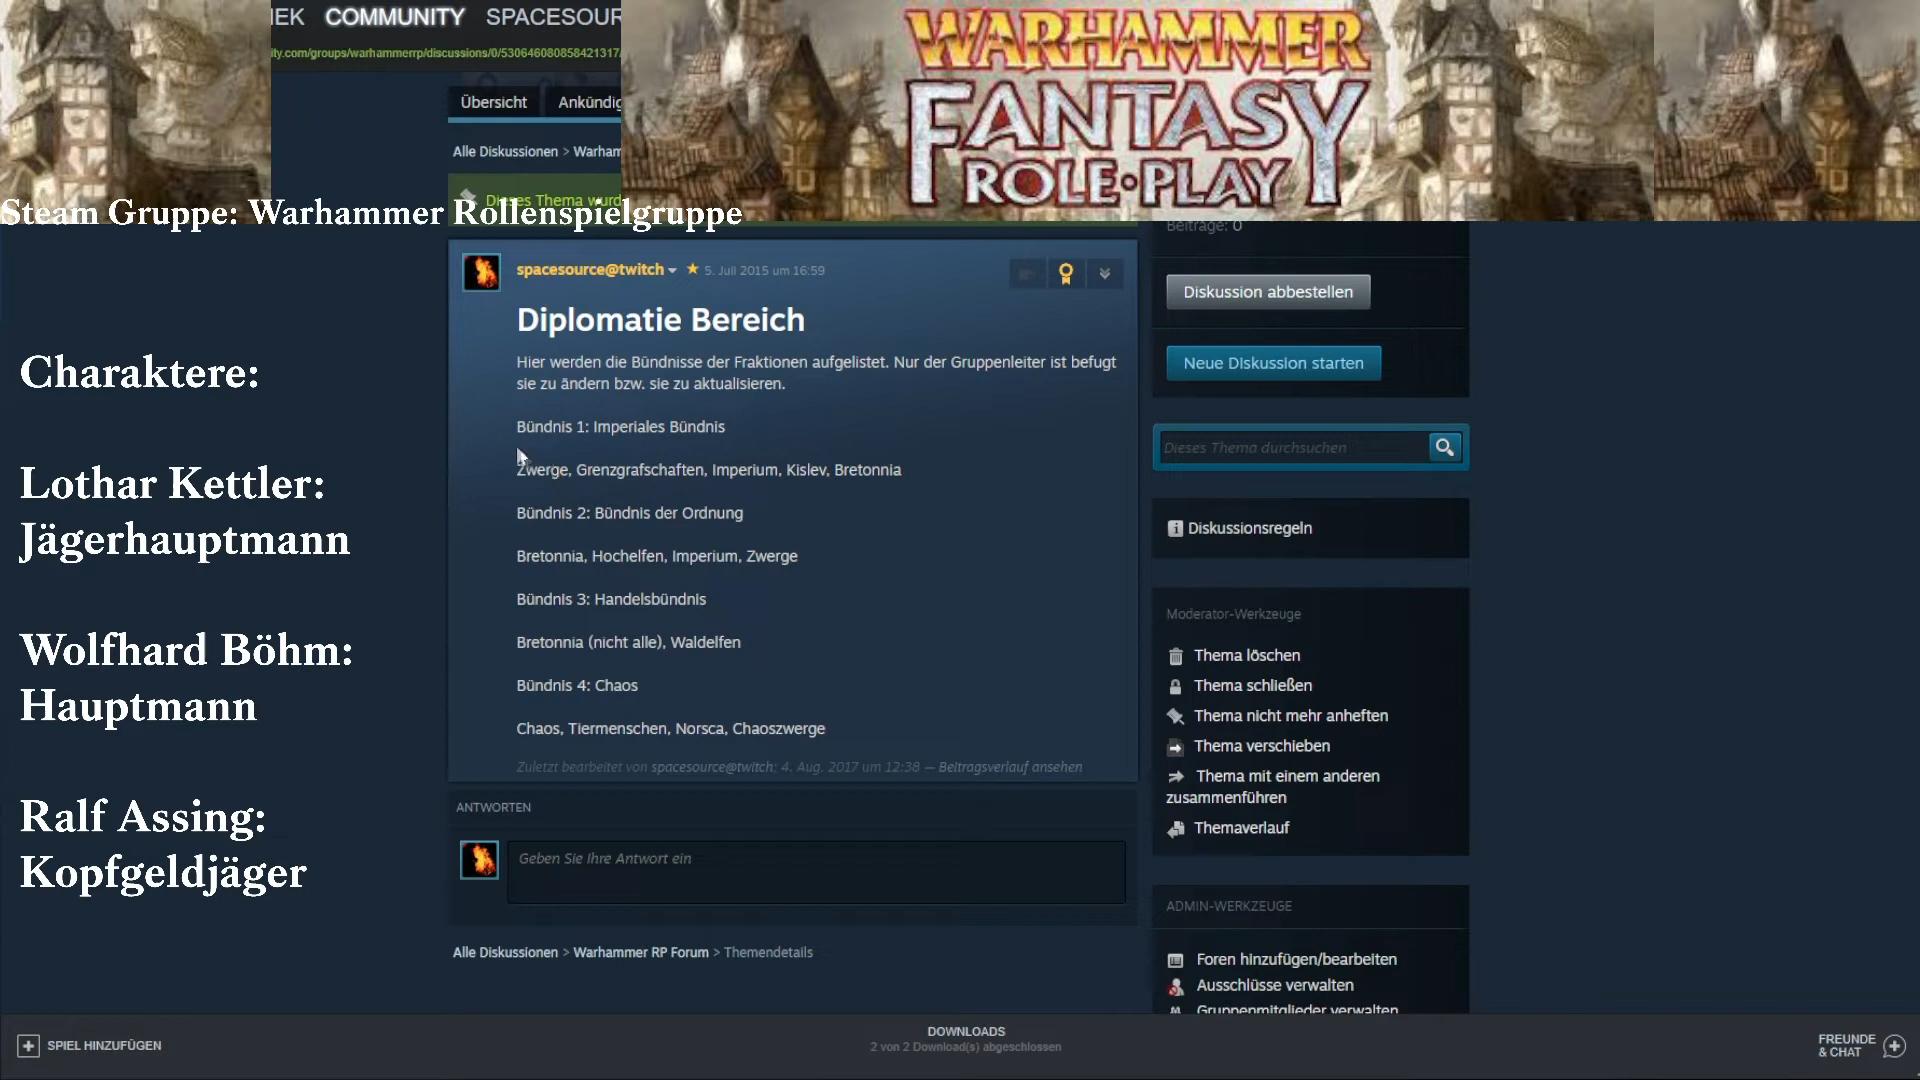 COMMUNITY
WARHAMMER
FANTASY
ROLE•PLAY
ity.com/groups/warhammerrp/discussions/0/530646080858421317/
Übersicht
Alle Diskussionen >
Dieses Thema wurd
Steam Gruppe: Warhammer Rollenspielgruppe
Beiträge: 0
spacesource@twitch
5. Juli 2015 um 16:59
Diskussion abbestellen
Diplomatie Bereich
Hier werden die Bündnisse der Fraktionen aufgelistet. Nur der Gruppenleiter ist befugt
sie zu ändern bzw. sie zu aktualisieren.
Neue Diskussion starten
Bündnis 1: Imperiales Bündnis
Dieses Thema durchsuchen
Zwerge, Grenzgrafschaften, Imperium, Kislev, Bretonnia
Bündnis 2: Bündnis der Ordnung
Diskussionsregeln
Bretonnia, Hochelfen, Imperium, Zwerge
Bündnis 3: Handelsbündnis
Bretonnia (nicht alle), Waldelfen
Bündnis 4: Chaos
Chaos, Tiermenschen, Norsca, Chaoszwerge
Zuletzt bearbeitet von spacesource@twitch; 4. Aug. 2017 um 12:38 — Beitragsverlauf ansehen
Moderator-Werkzeuge
Thema löschen
Thema schließen
Thema nicht mehr anheften
Thema verschieben
Thema mit einem anderen
zusammenführen
Themaverlauf
ANTWORTEN
Geben Sie Ihre Antwort ein
ADMIN-WERKZEUGE
Foren hinzufügen/bearbeiten
Ausschlüsse verwalten
Gruppenmitglieder verwalten
Alle Diskussionen > Warhammer RP Forum > Themendetails
Charaktere:
Lothar Kettler:
Jägerhauptmann
Wolfhard Böhm:
Hauptmann
Ralf Assing:
Kopfgeldjäger
SPIEL HINZUFÜGEN
DOWNLOADS
2 von 2 Download(s) abgeschlossen
FREUNDE
& CHAT